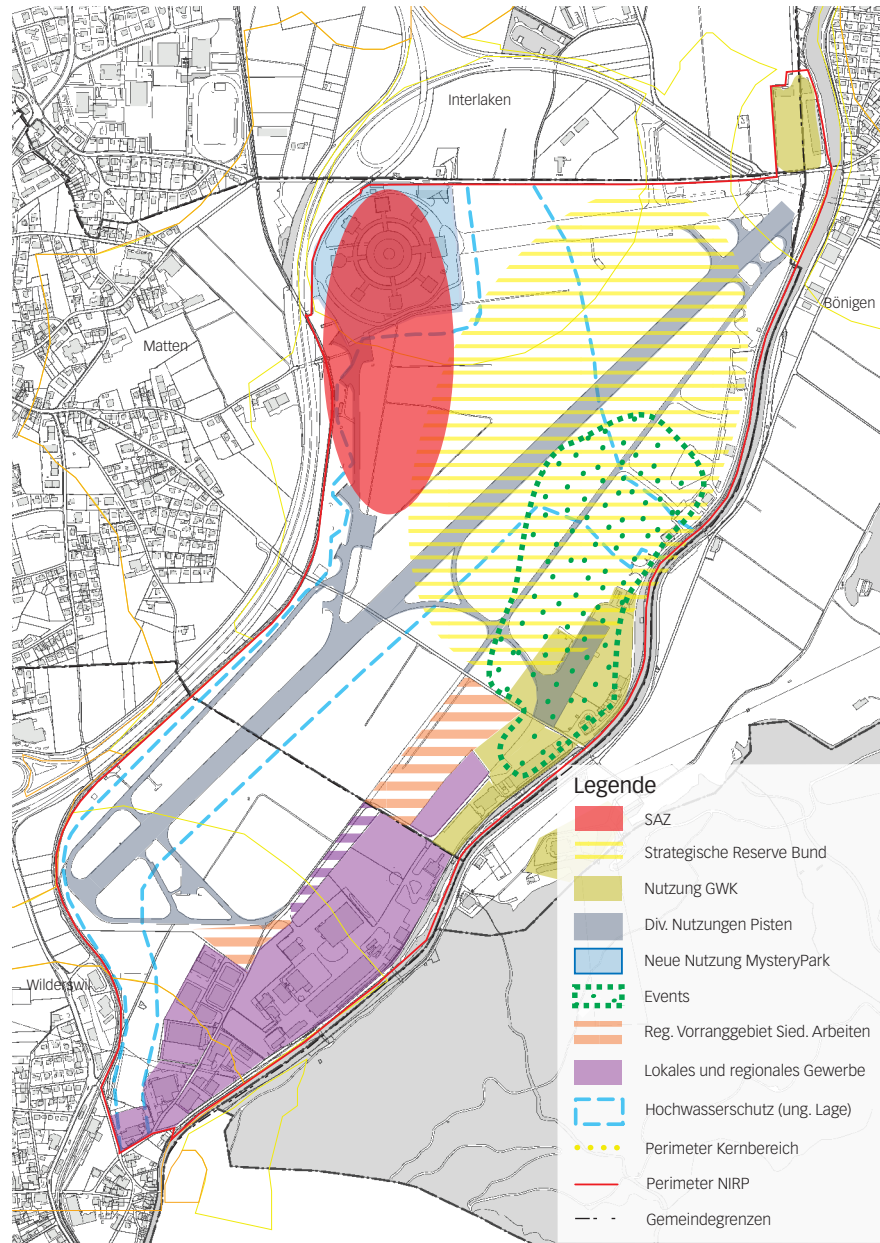 Interlaken
Bönigen
Matten
Wilderswil
Legende
SAZ
Strategische Reserve Bund
Nutzung GWK
Div. Nutzungen Pisten
Neue Nutzung MysteryPark
Events
Reg. Vorranggebiet Sied. Arbeiten
Lokales und regionales Gewerbe
Hochwasserschutz (ung. Lage)
Perimeter Kernbereich
Perimeter NIRP
Gemeindegrenzen